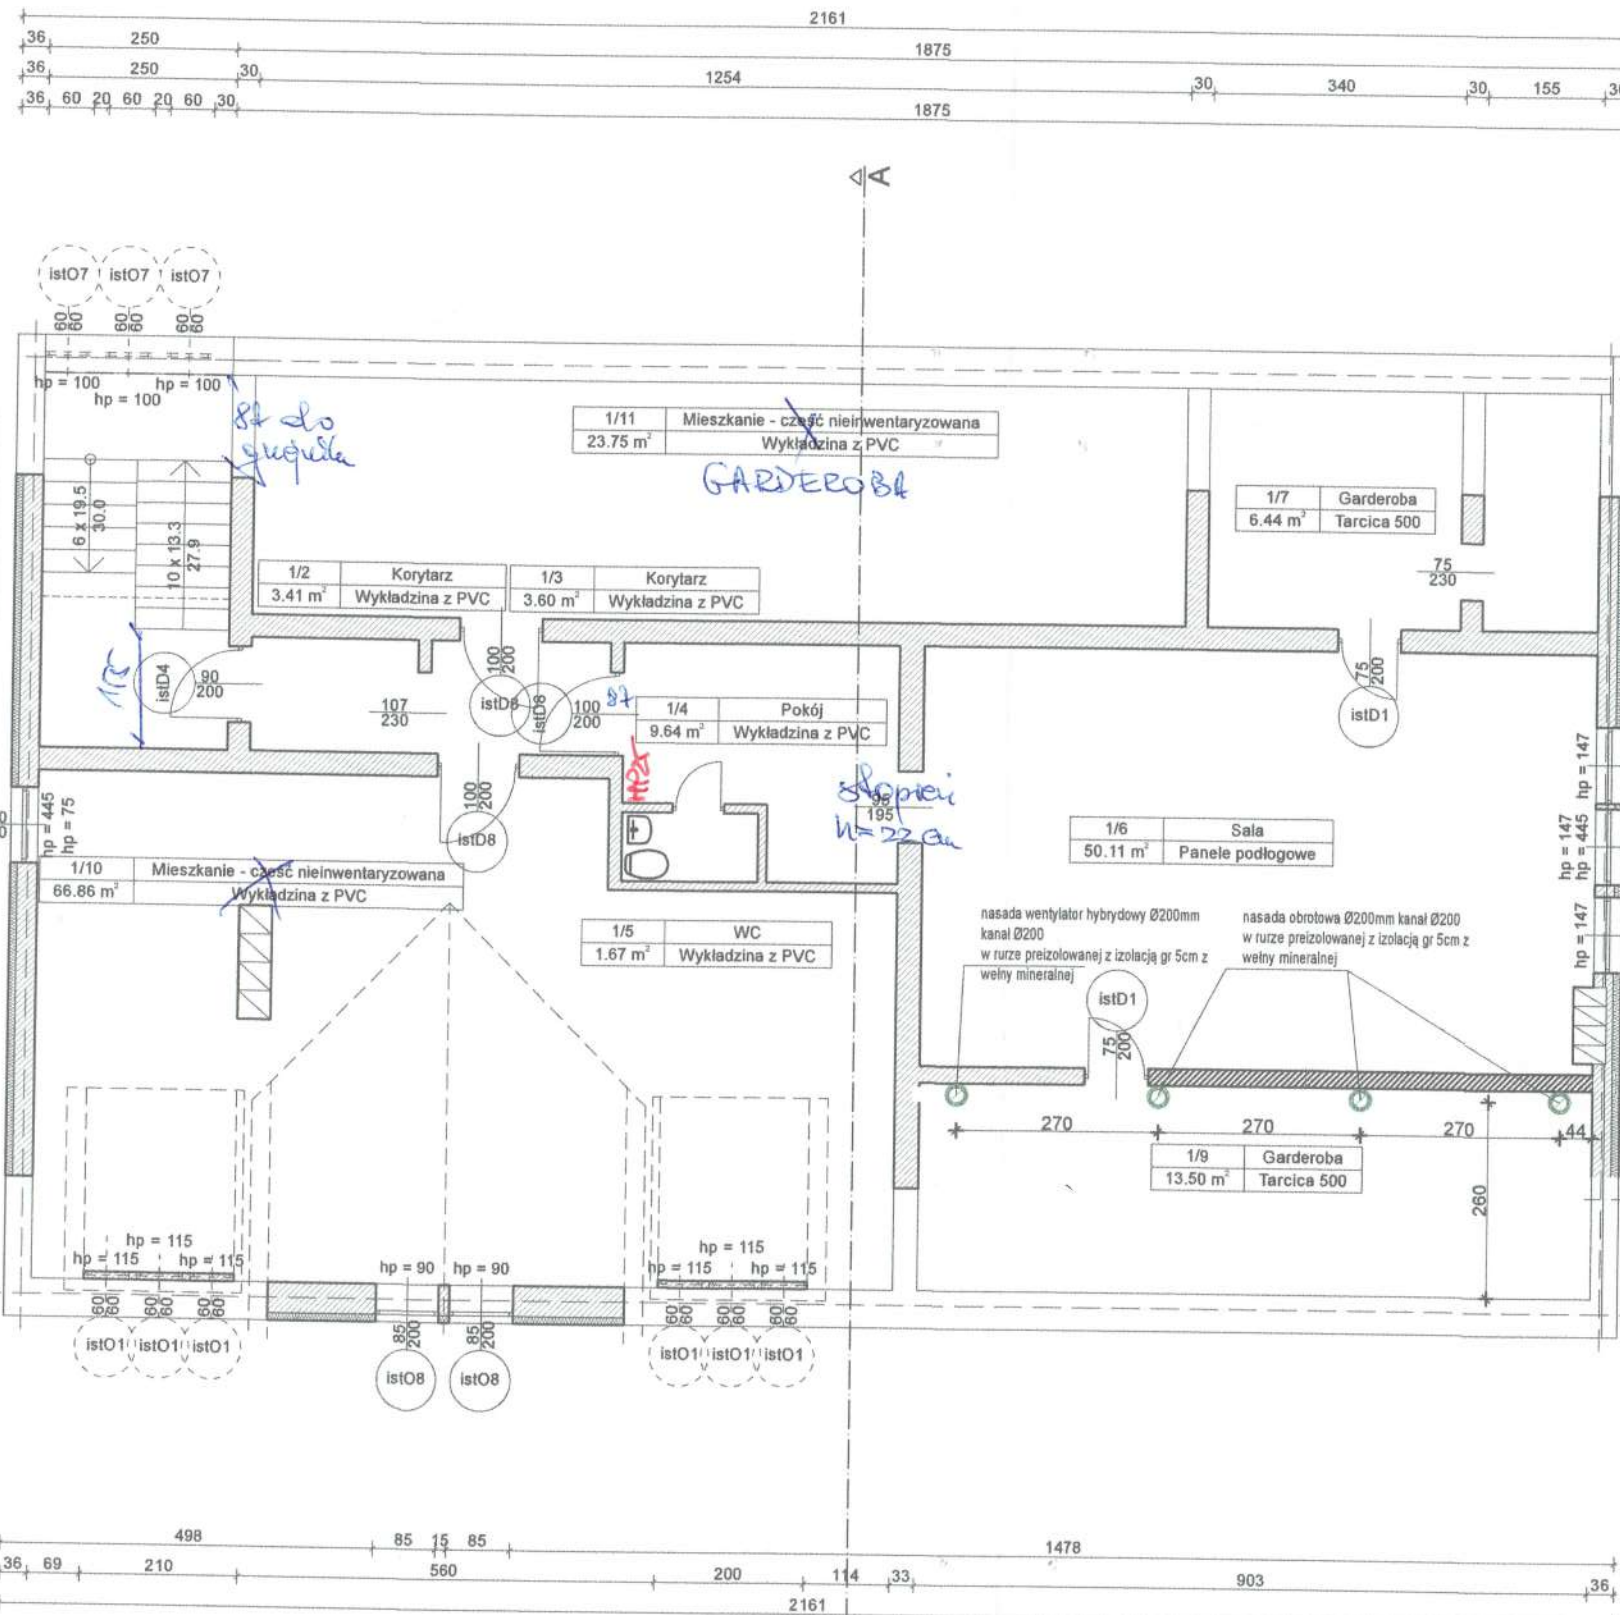 2161
36 250 1875
36 250 30 1254 30 340 30 155
36 60 20 60 20 60 30 1875
A
istO7 istO7 istO7
60 60 60 60 60 60
hp = 100 hp = 100
hp = 100
1/11 Mieszkanie - część nieinwentaryzowana
23.75 m² Wykładzina z PVC
GARDEROBA
6 x 19.5
30.0
10 x 13.3
27.9
1/7 Garderoba
6.44 m² Tarcica 500
75
230
1/2 Korytarz
3.41 m² Wykładzina z PVC
1/3 Korytarz
3.60 m² Wykładzina z PVC
istD4
90
200
107
230
100
200
istD8
istD8
100
200
87
1/4 Pokój
9.64 m² Wykładzina z PVC
75
200
istD1
stopień
195
h=22 cm
100
200
istD8
hp = 445
hp = 75
1/10 Mieszkanie - część nieinwentaryzowana
66.86 m² Wykładzina z PVC
1/6 Sala
50.11 m² Panele podłogowe
hp = 147
hp = 147
hp = 445
hp = 147
1/5 WC
1.67 m² Wykładzina z PVC
nasada wentylator hybrydowy Ø200mm
kanał Ø200
w rurze preizolowanej z izolacją gr 5cm z
wełny mineralnej
nasada obrotowa Ø200mm kanał Ø200
w rurze preizolowanej z izolacją gr 5cm z
wełny mineralnej
istD1
75
200
270 270 270 44
1/9 Garderoba
13.50 m² Tarcica 500
260
hp = 115
hp = 115 hp = 115
hp = 90 hp = 90
hp = 115
hp = 115 hp = 115
60 60 60 60 60 60
85
200
85
200
60 60 60 60 60 60
istO1 istO1 istO1
istO8 istO8
istO1 istO1 istO1
498 85 15 85 1478
36 69 210 560 200 114 33 903 36
2161